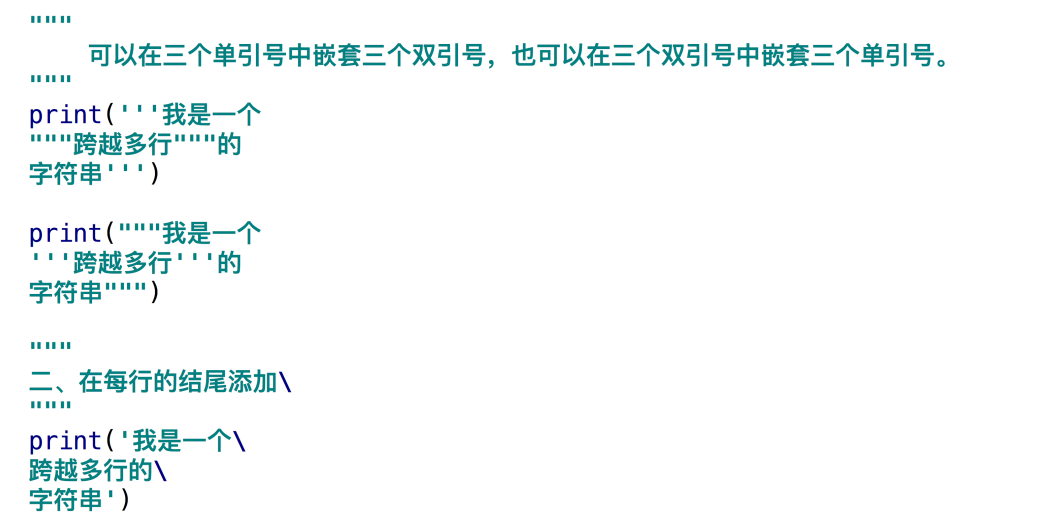 """
    可以在三个单引号中嵌套三个双引号，也可以在三个双引号中嵌套三个单引号。
"""
print('''我是一个
"""跨越多行"""的
字符串''')

print("""我是一个
'''跨越多行'''的
字符串""")

"""
二、在每行的结尾添加\
"""
print('我是一个\
跨越多行的\
字符串')